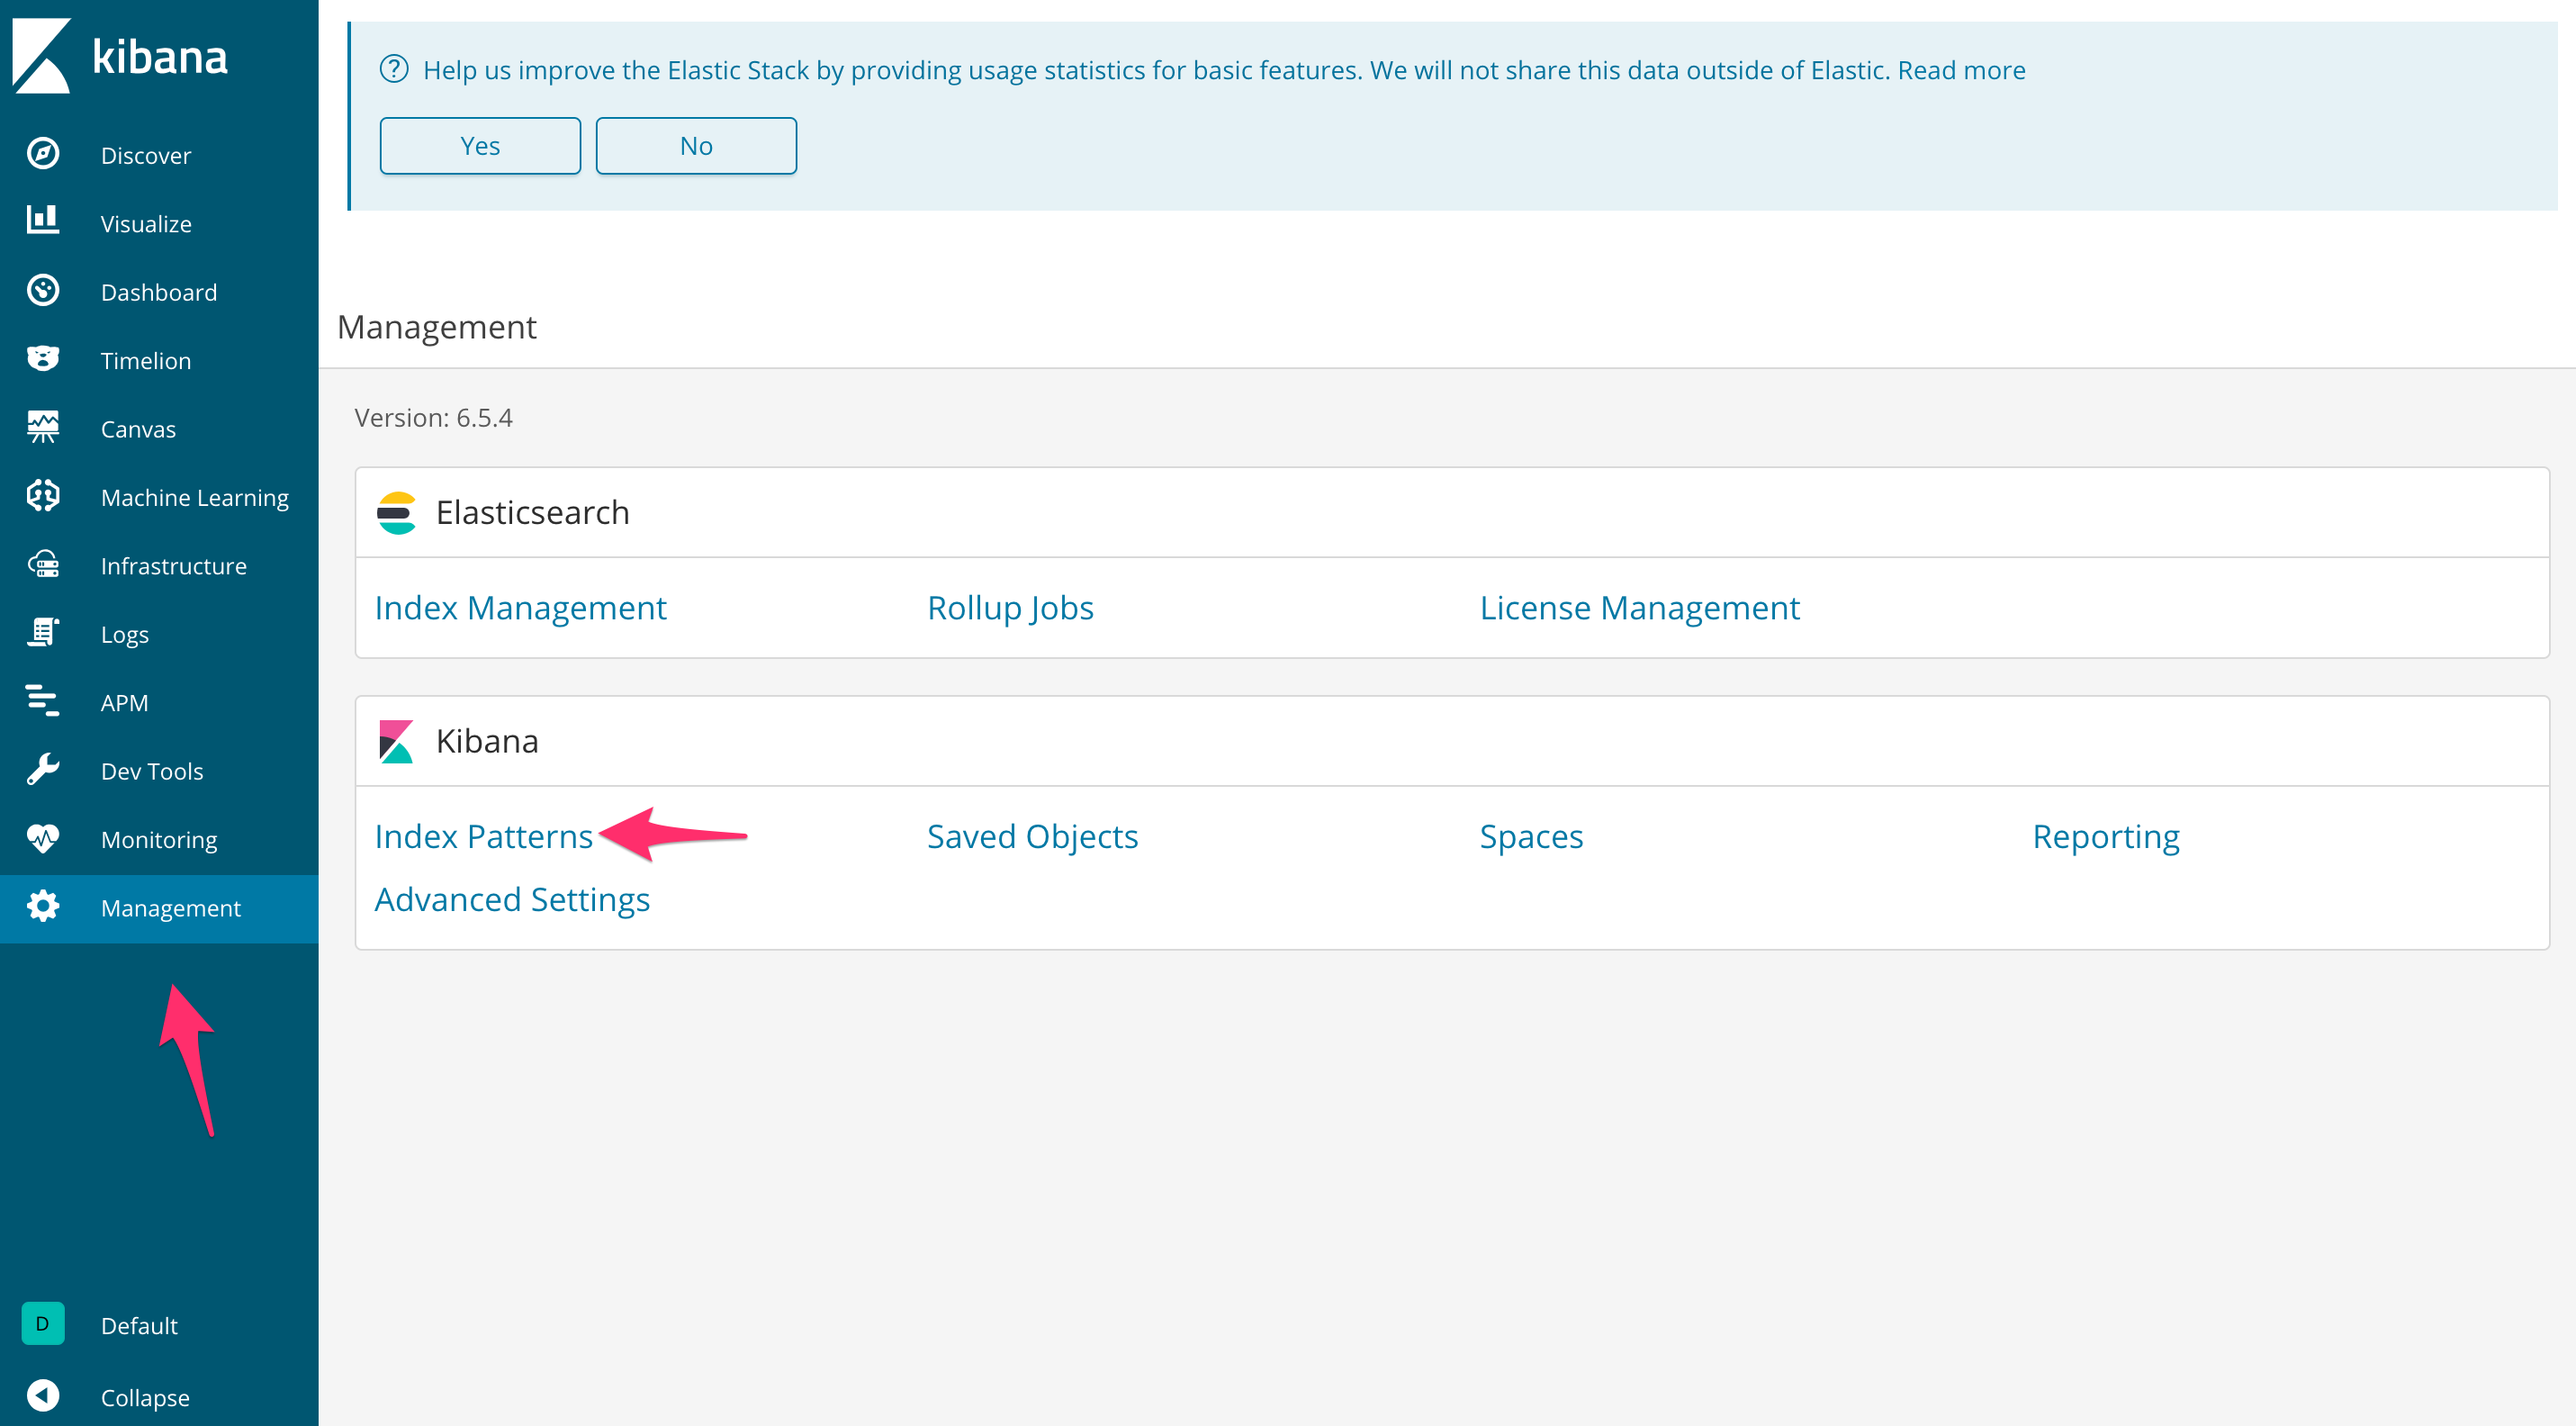 kibana
Discover
Visualize
Dashboard
Timelion
Canvas
Machine Learning
Infrastructure
Logs
APM
Dev Tools
Monitoring
Management
D Default
Collapse
Help us improve the Elastic Stack by providing usage statistics for basic features. We will not share this data outside of Elastic. Read more
Yes No
Management
Version: 6.5.4
Elasticsearch
Index Management Rollup Jobs License Management
Kibana
Index Patterns Saved Objects Spaces Reporting
Advanced Settings